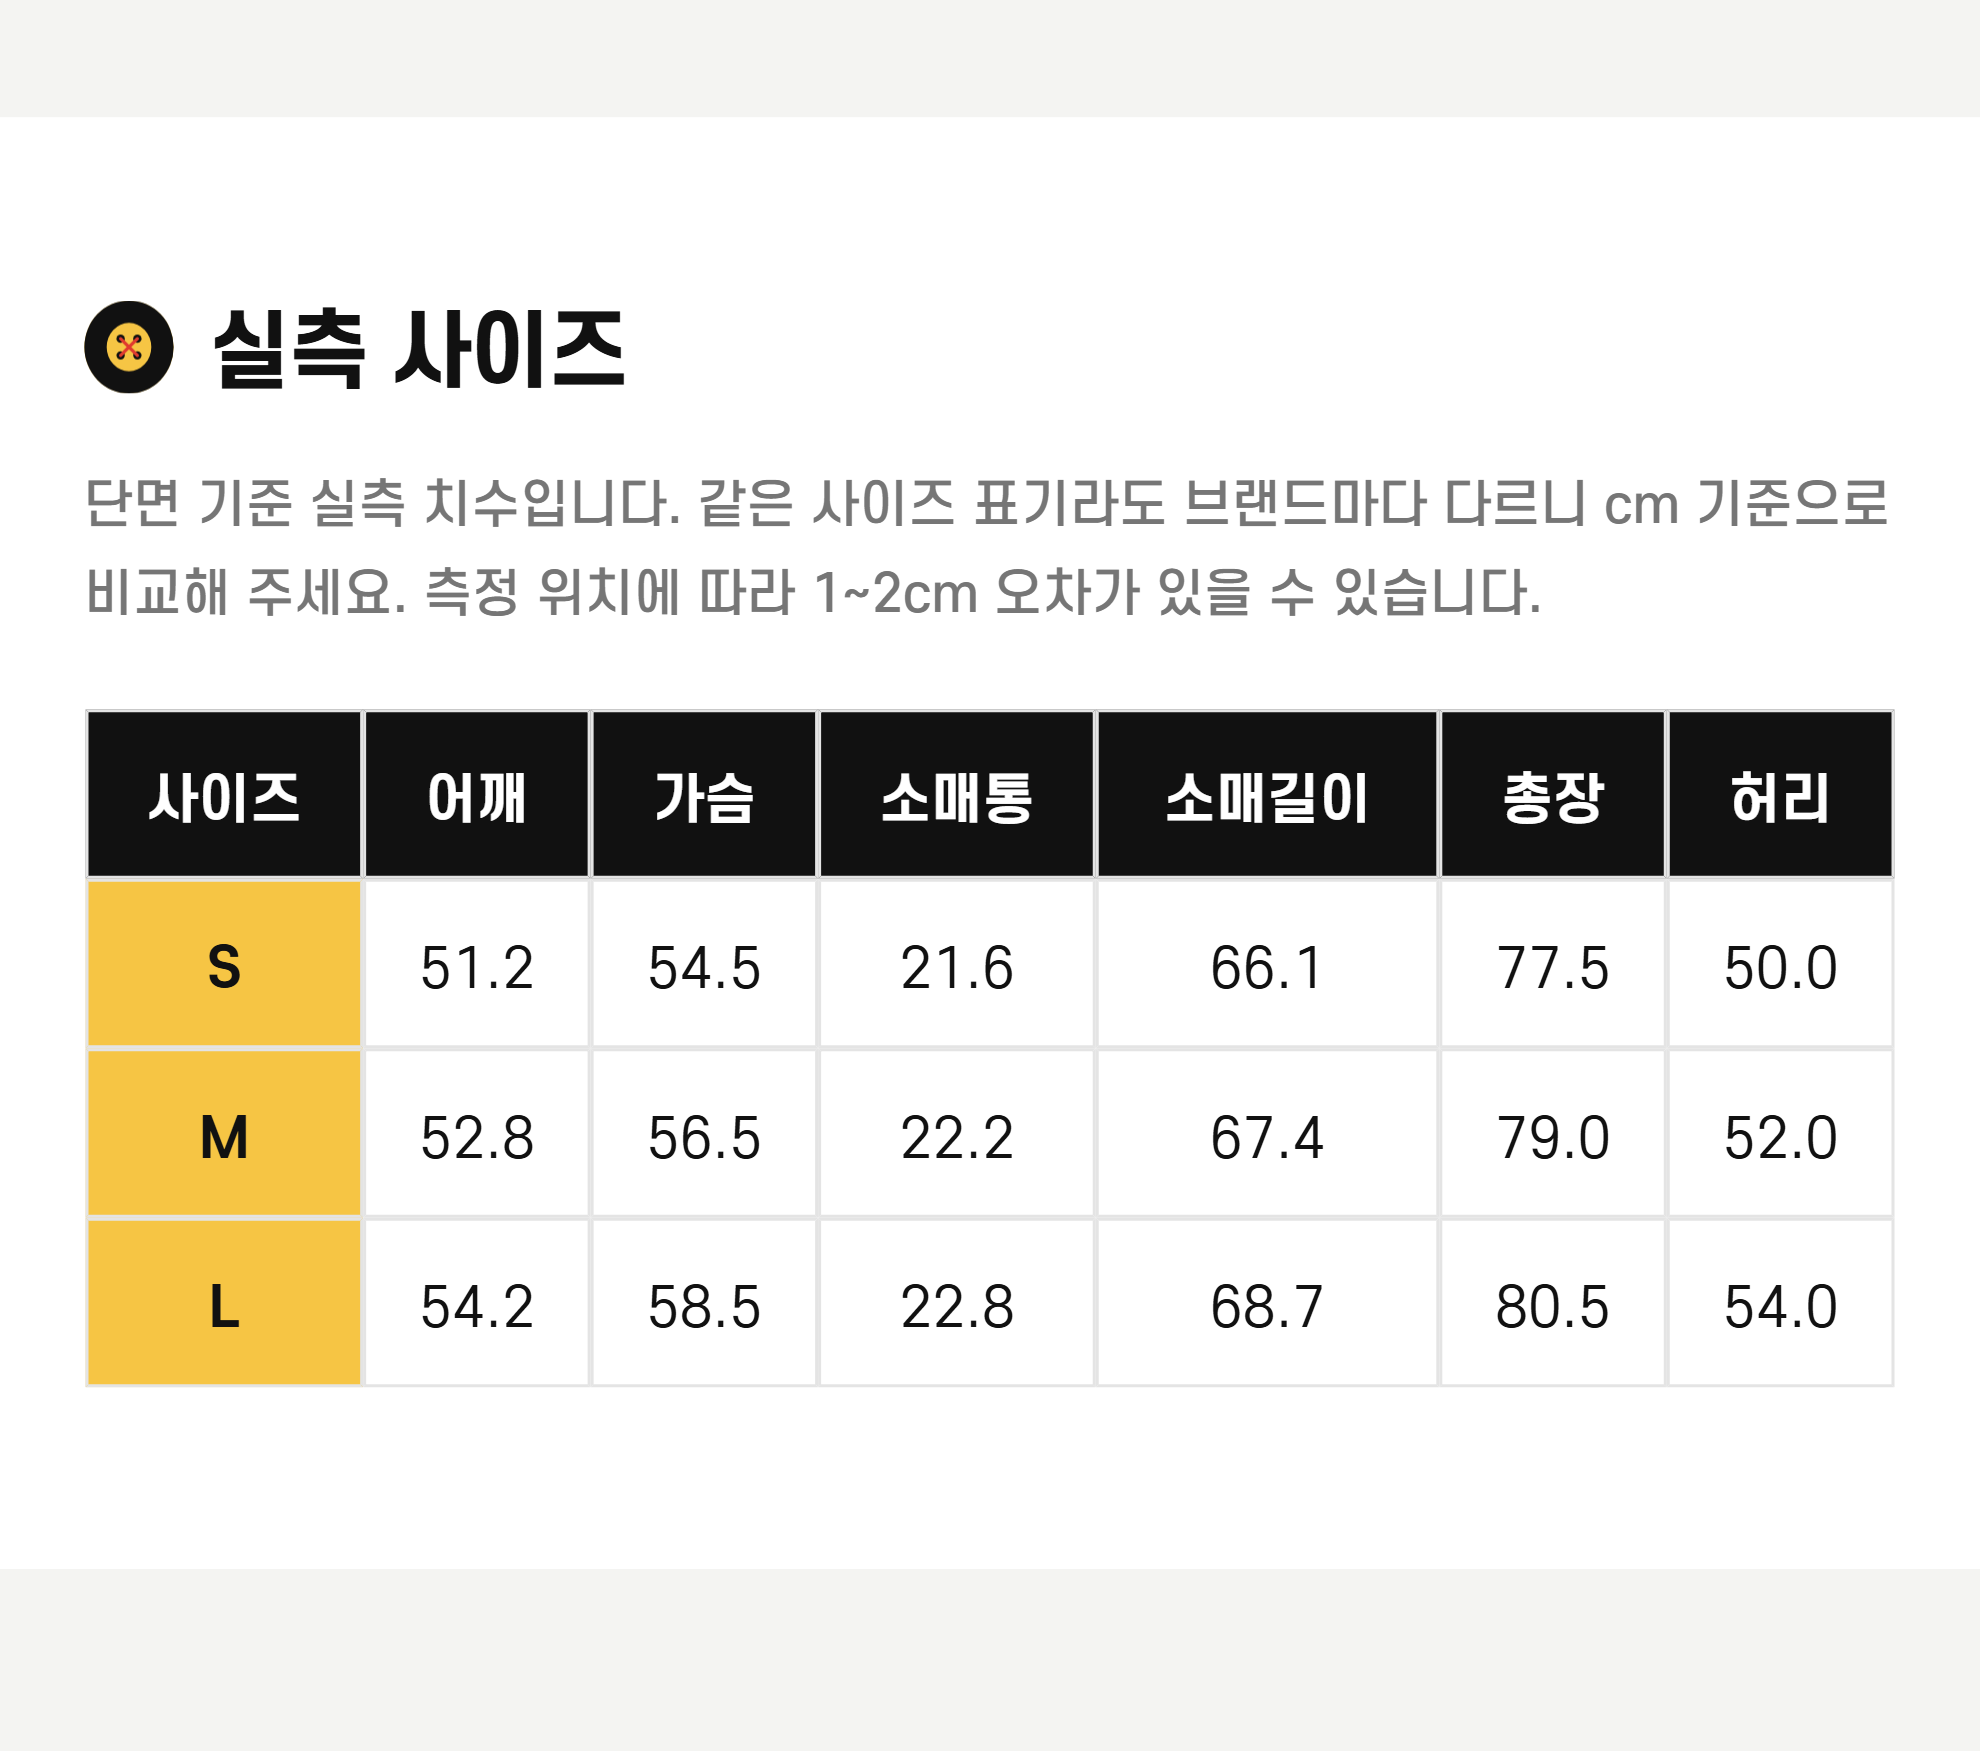 실측 사이즈
단면 기준 실측 치수입니다. 같은 사이즈 표기라도 브랜드마다 다르니 cm 기준으로
비교해 주세요. 측정 위치에 따라 1~2cm 오차가 있을 수 있습니다.
사이즈 어깨 가슴 소매통 소매길이 총장 허리
S 51.2 54.5 21.6 66.1 77.5 50.0
M 52.8 56.5 22.2 67.4 79.0 52.0
L 54.2 58.5 22.8 68.7 80.5 54.0